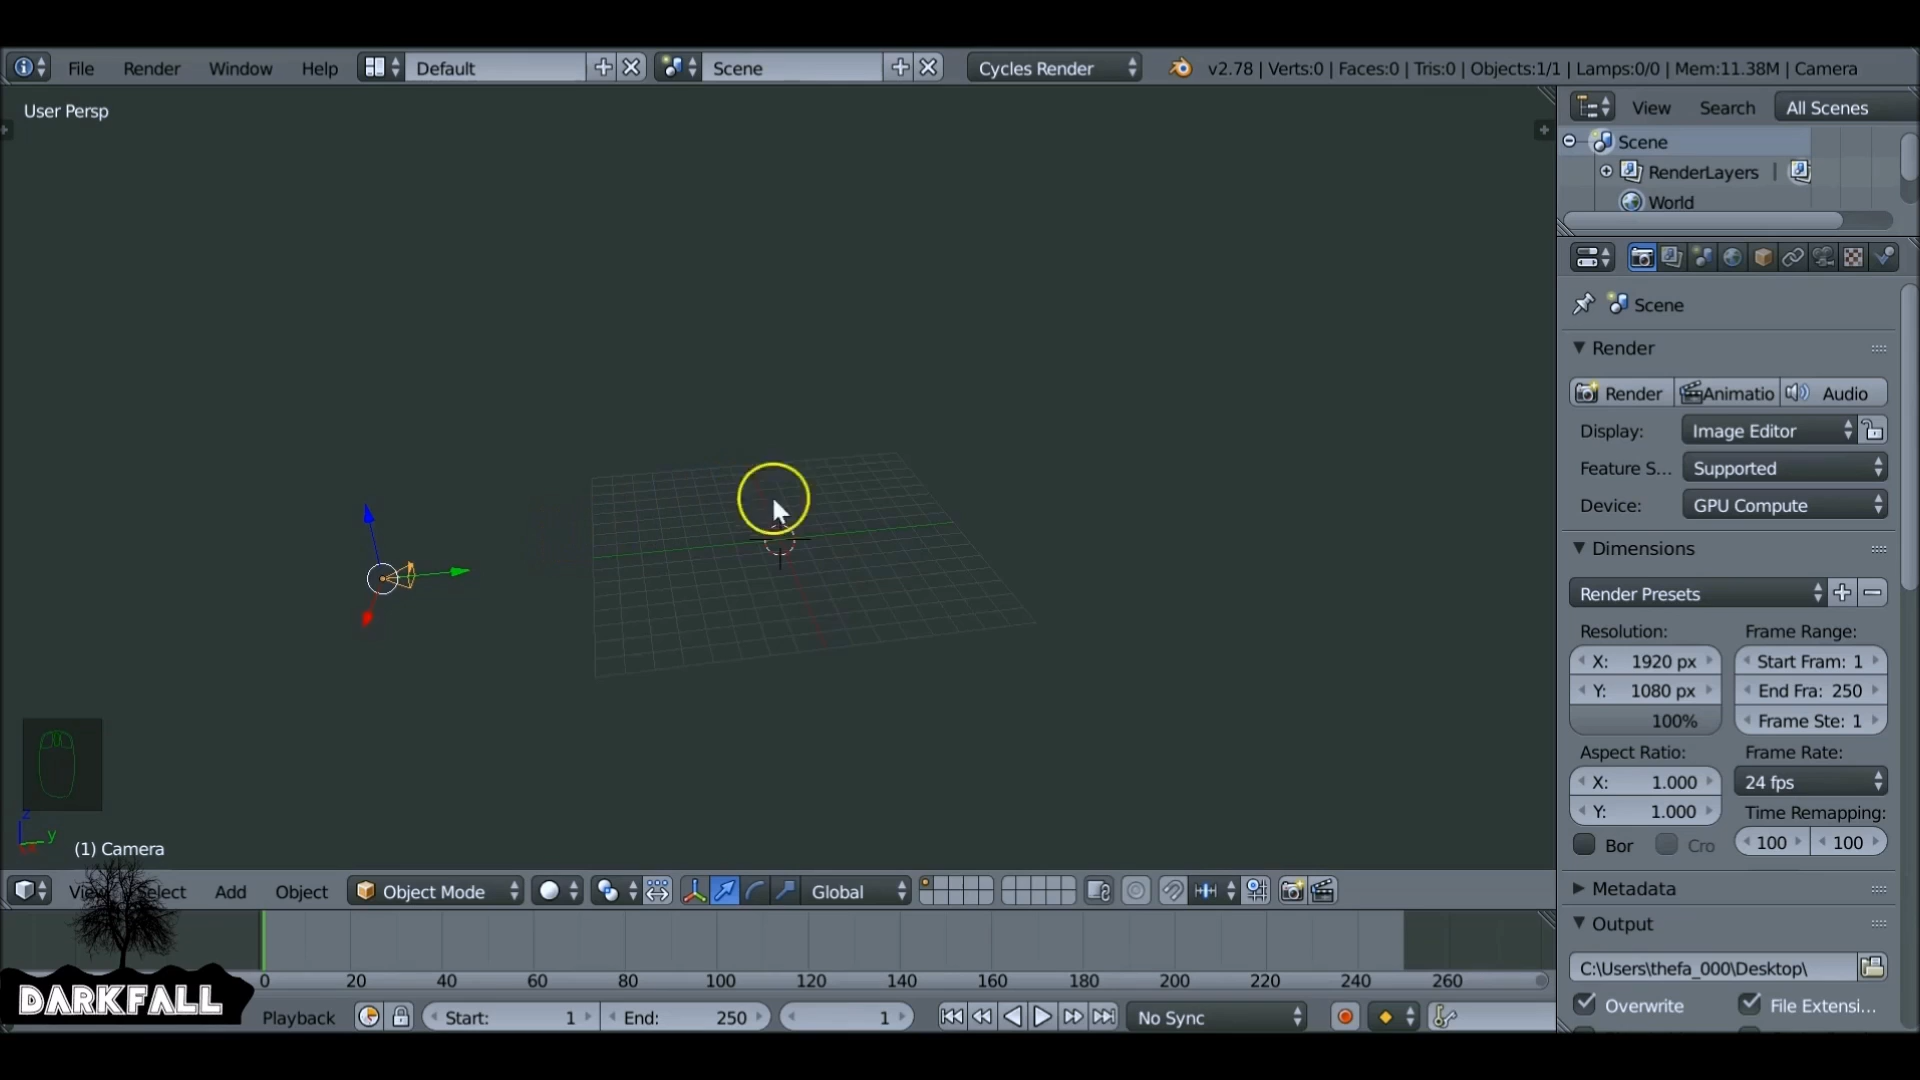 File Render Window Help Default Scene Cycles Render v2.78 | Verts:0 | Faces:0 | Tris:0 | Objects:1/1 | Lamps:0/0 | Mem:11.38M | Camera
User Persp
View Search All Scenes
Scene
RenderLayers |
World
Scene
Render
Render Animatio Audio
Display: Image Editor
Feature S... Supported
Device: GPU Compute
Dimensions
Render Presets
Resolution: Frame Range:
X: 1920 px Start Fram: 1
Y: 1080 px End Fra: 250
100% Frame Ste: 1
Aspect Ratio: Frame Rate:
X: 1.000 24 fps
Y: 1.000 Time Remapping:
Bor Cro 100 100
z
y
(1) Camera
Metadata
View Select Add Object Object Mode Global
Output
C:\Users\thefa_000\Desktop\
0 20 40 60 80 100 120 140 160 180 200 220 240 260
DARKFALL
Overwrite File Extensi...
Playback Start: 1 End: 250 1 No Sync